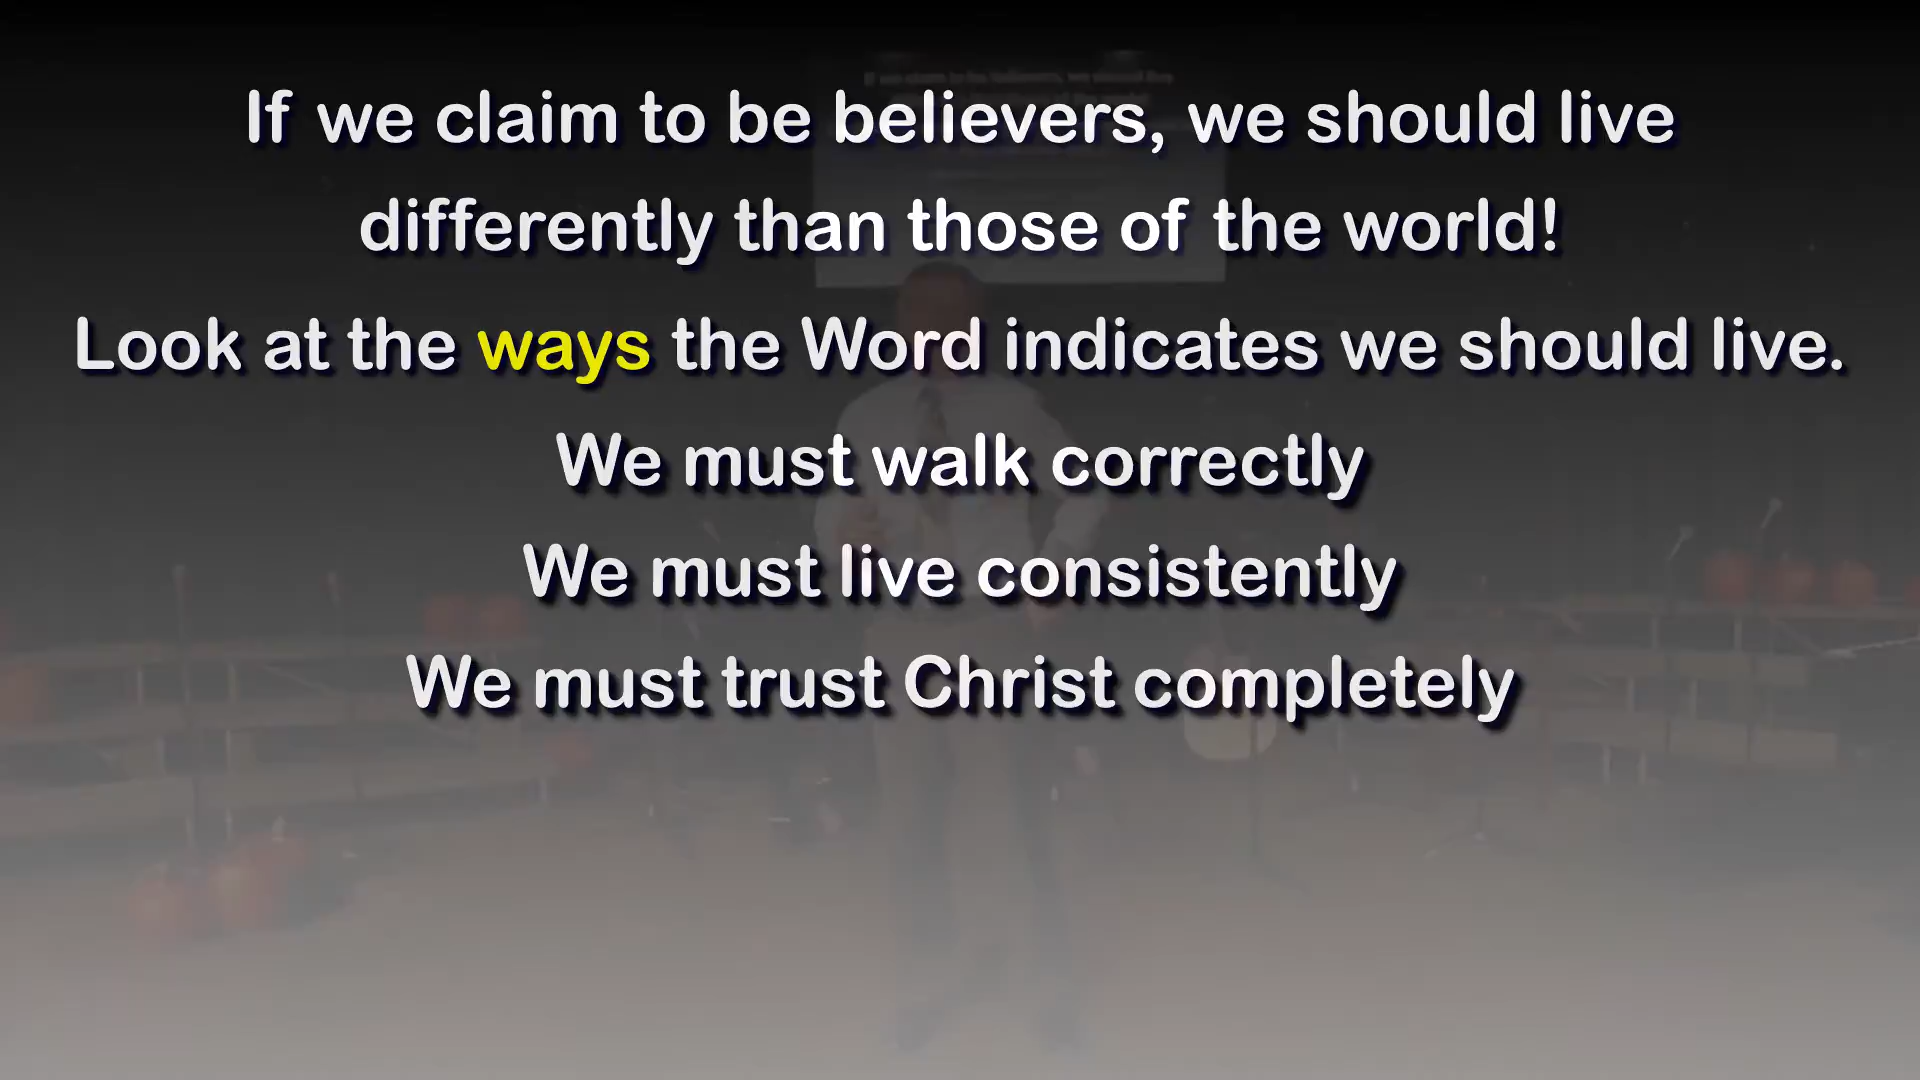 If we claim to be believers, we should live
differently than those of the world!
Look at the ways the Word indicates we should live.
We must walk correctly
We must live consistently
We must trust Christ completely